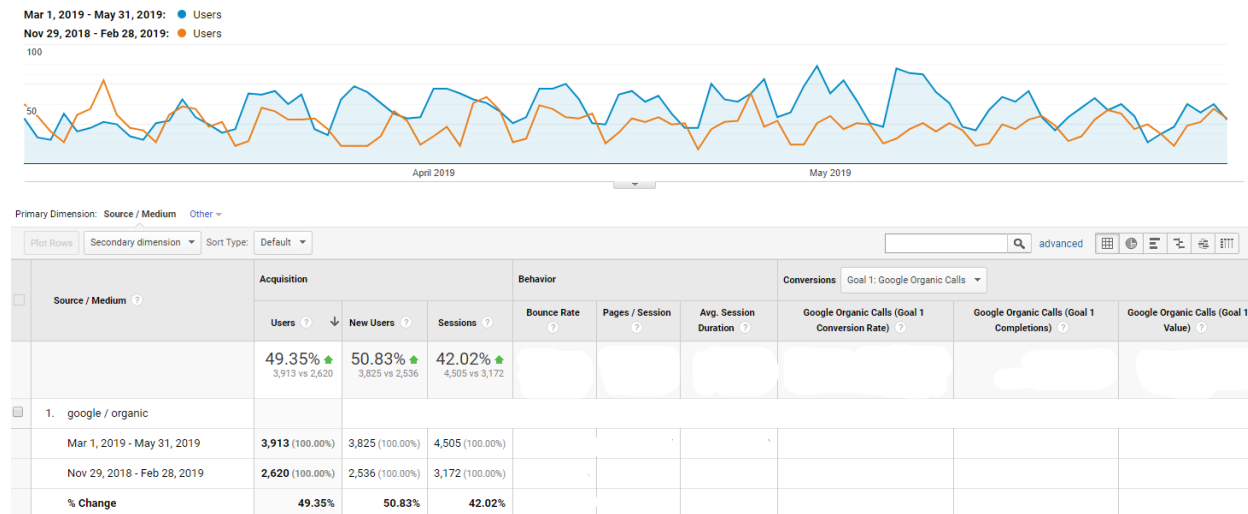 Mar 1, 2019 - May 31, 2019: Users
Nov 29, 2018 - Feb 28, 2019: Users
100
50
April 2019 May 2019
Primary Dimension: Source / Medium Other
Plot Rows Secondary dimension Sort Type: Default advanced
Source / Medium ?
Acquisition Behavior Conversions Goal 1: Google Organic Calls
Users ? New Users ? Sessions ? Bounce Rate ? Pages / Session ? Avg. Session Duration ? Google Organic Calls (Goal 1 Conversion Rate) ? Google Organic Calls (Goal 1 Completions) ? Google Organic Calls (Goal 1 Value) ?
49.35% 50.83% 42.02%
3,913 vs 2,620 3,825 vs 2,536 4,505 vs 3,172
1. google / organic
Mar 1, 2019 - May 31, 2019 3,913 (100.00%) 3,825 (100.00%) 4,505 (100.00%)
Nov 29, 2018 - Feb 28, 2019 2,620 (100.00%) 2,536 (100.00%) 3,172 (100.00%)
% Change 49.35% 50.83% 42.02%